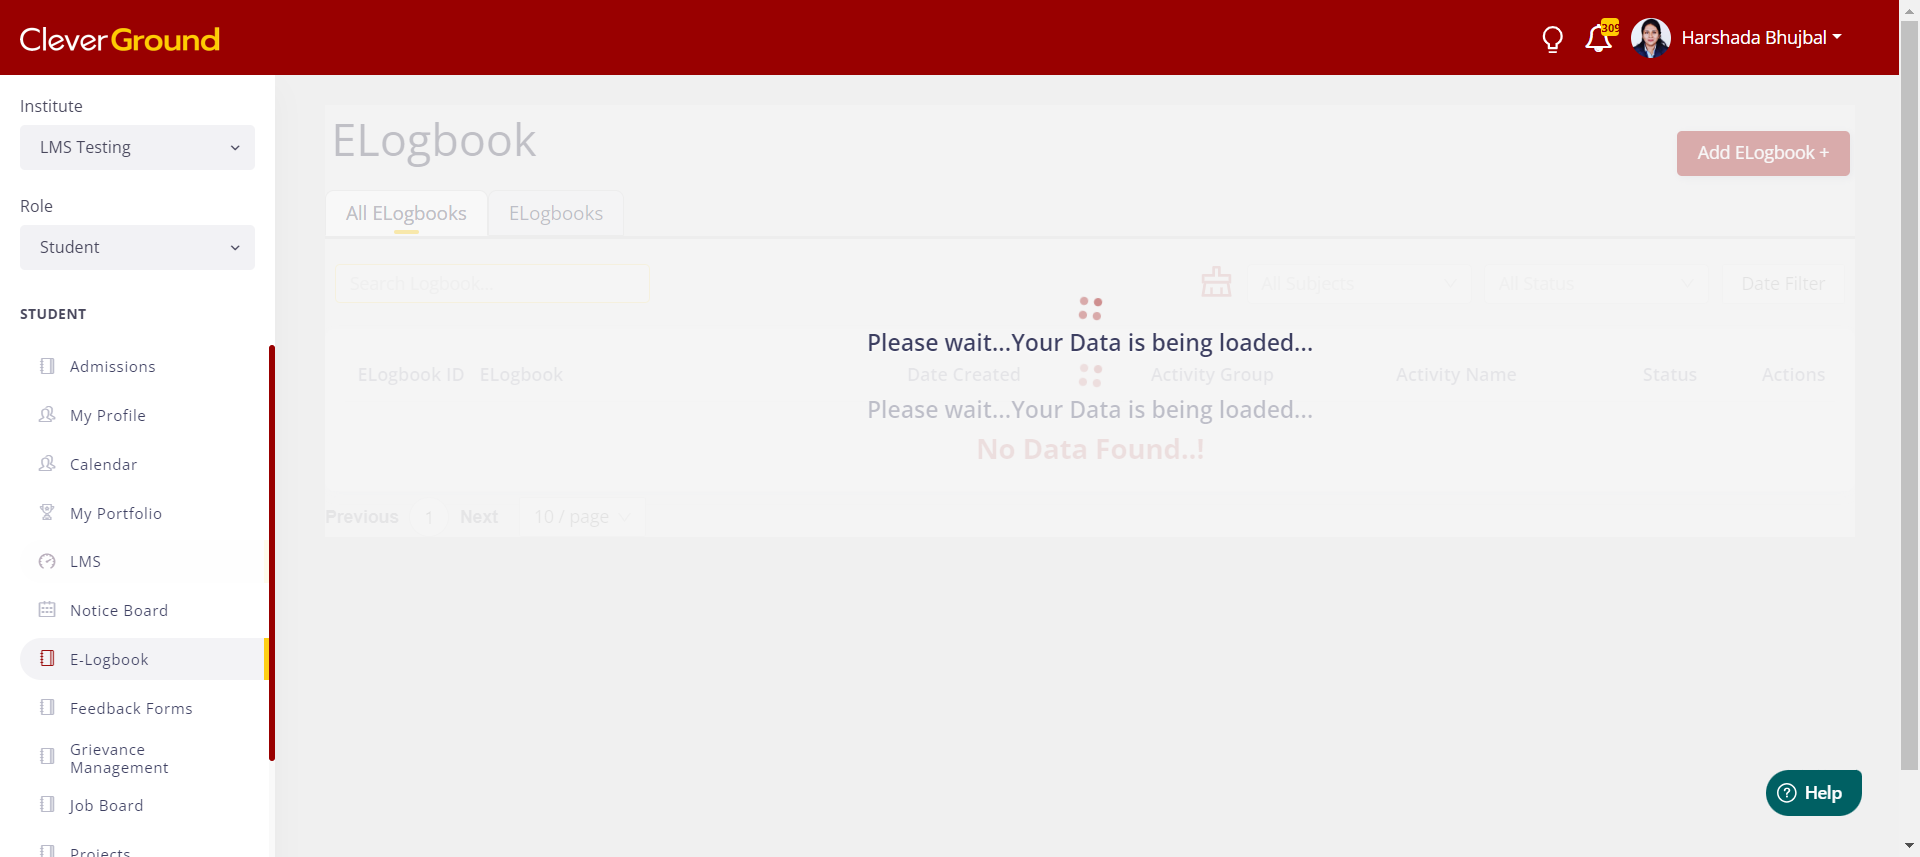 CleverGround
309
Harshada Bhujbal
Institute
LMS Testing
Role
Student
STUDENT
Admissions
My Profile
Calendar
My Portfolio
LMS
Notice Board
E-Logbook
Feedback Forms
Grievance
Management
Job Board
Projects
ELogbook
Add ELogbook +
All ELogbooks
ELogbooks
Search Logbook...
All Subjects
All Status
Date Filter
Please wait...Your Data is being loaded...
ELogbook ID
ELogbook
Date Created
Activity Group
Activity Name
Status
Actions
Please wait...Your Data is being loaded...
No Data Found..!
Previous
1
Next
10 / page
Help